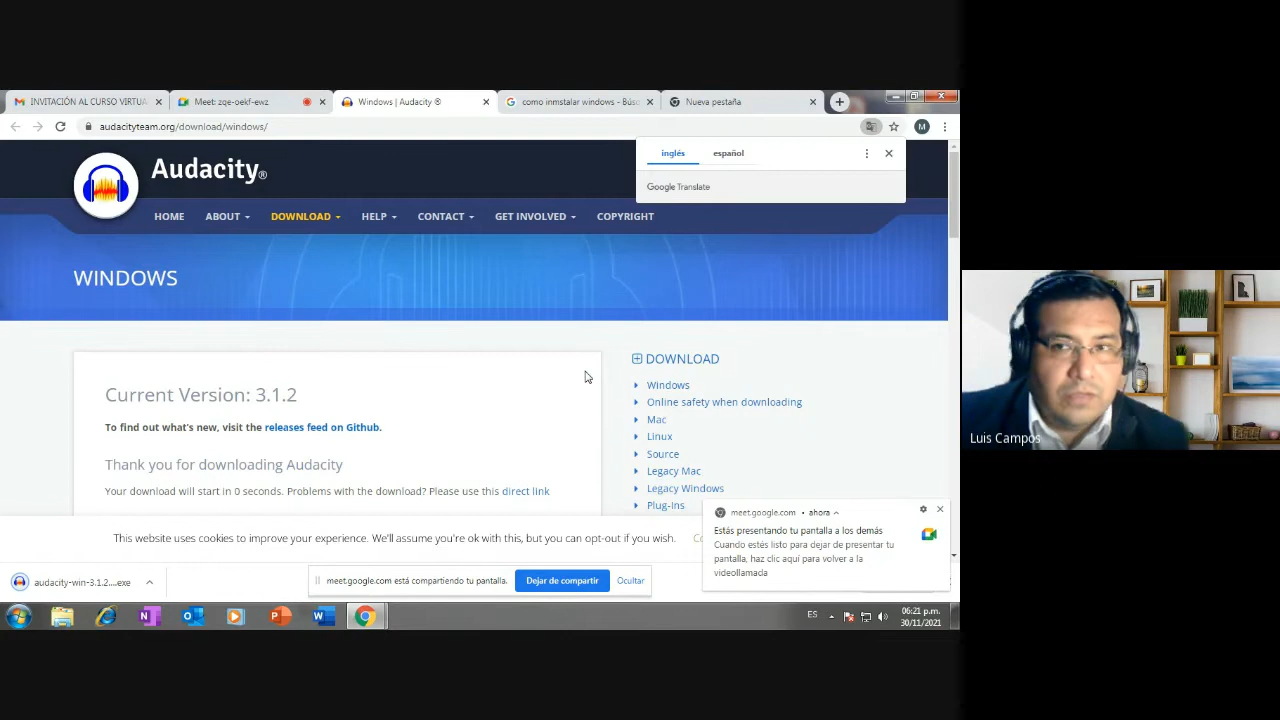 INVITACIÓN AL CURSO VIRTUA
Meet: zqe-oekf-ewz
Windows | Audacity ®
como inmstalar windows - Búsq
Nueva pestaña
audacityteam.org/download/windows/
M
inglés
español
Google Translate
Audacity®
HOME
ABOUT
DOWNLOAD
HELP
CONTACT
GET INVOLVED
COPYRIGHT
WINDOWS
Current Version: 3.1.2
To find out what's new, visit the releases feed on Github.
Thank you for downloading Audacity
Your download will start in 0 seconds. Problems with the download? Please use this direct link
DOWNLOAD
Windows
Online safety when downloading
Mac
Linux
Source
Legacy Mac
Legacy Windows
Plug-Ins
Luis Campos
meet.google.com • ahora
Estás presentando tu pantalla a los demás
Cuando estés listo para dejar de presentar tu
pantalla, haz clic aquí para volver a la
videollamada
This website uses cookies to improve your experience. We'll assume you're ok with this, but you can opt-out if you wish.
audacity-win-3.1.2....exe
meet.google.com está compartiendo tu pantalla.
Dejar de compartir
Ocultar
ES
06:21 p.m.
30/11/2021